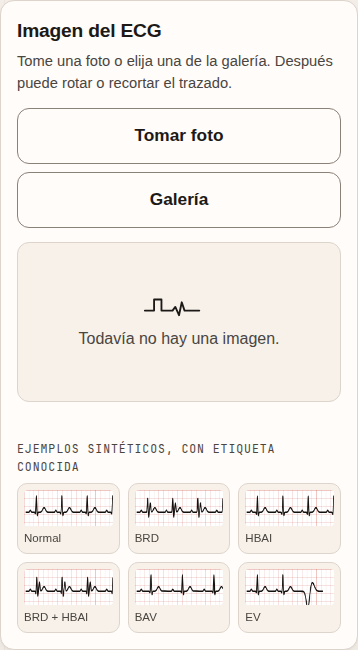 Imagen del ECG
Tome una foto o elija una de la galería. Después
puede rotar o recortar el trazado.
Tomar foto
Galería
Todavía no hay una imagen.
EJEMPLOS SINTÉTICOS, CON ETIQUETA
CONOCIDA
Normal
BRD
HBAI
BRD + HBAI
BAV
EV